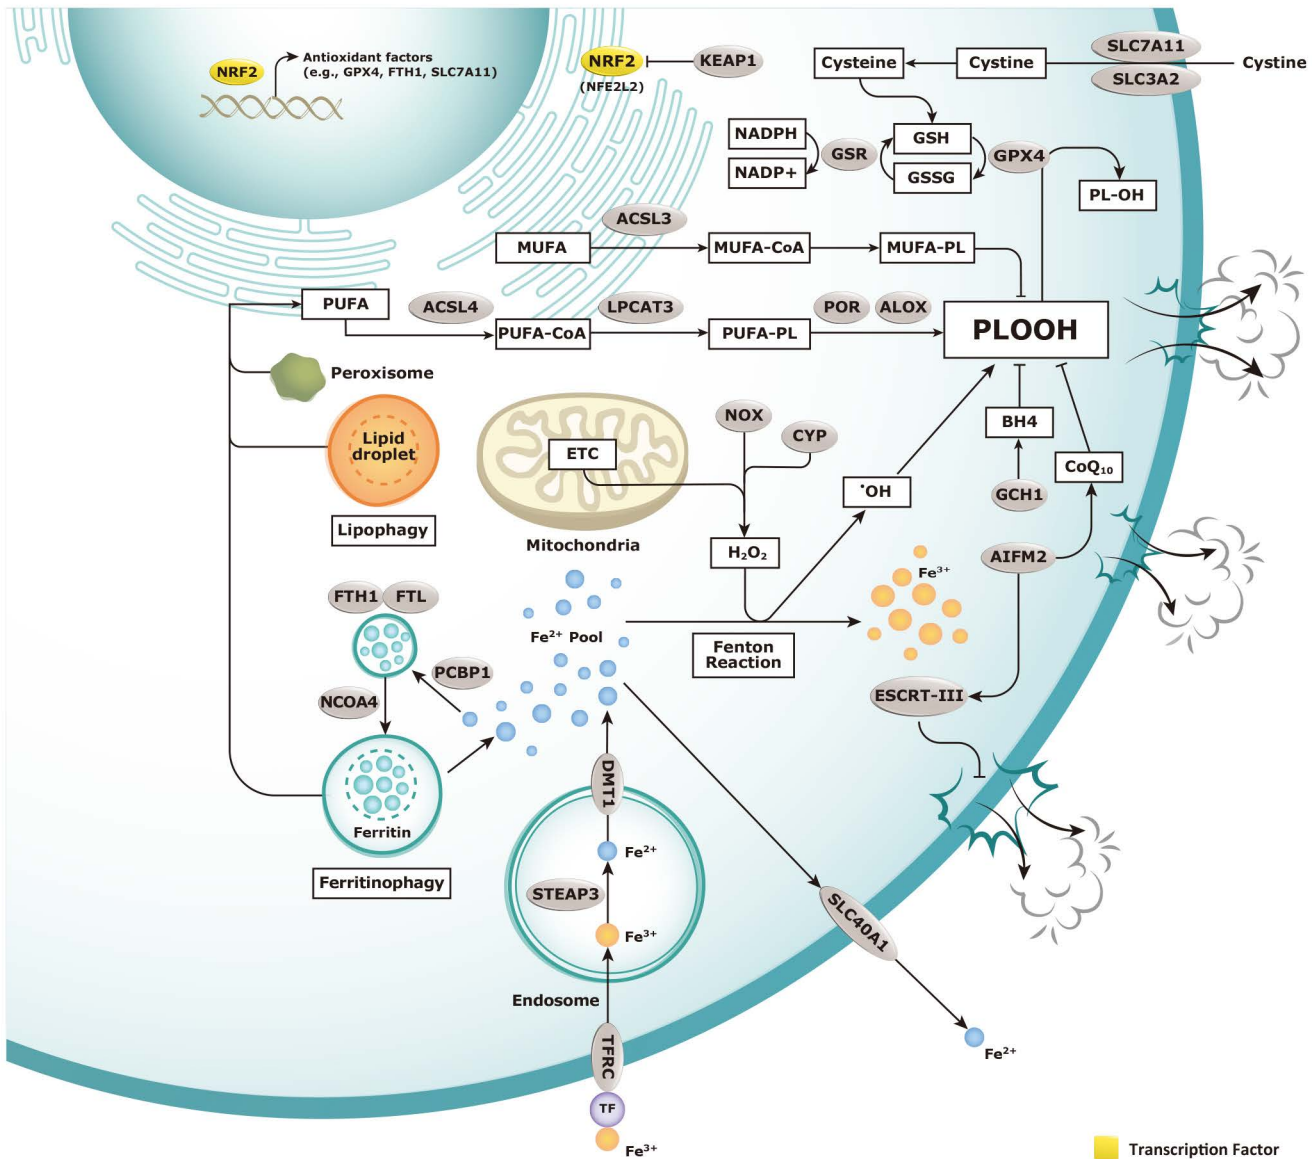 NRF2
Antioxidant factors
(e.g., GPX4, FTH1, SLC7A11)
NRF2
(NFE2L2)
KEAP1
Cysteine
Cystine
SLC7A11
SLC3A2
Cystine
NADPH
NADP+
GSR
GSH
GSSG
GPX4
PL-OH
ACSL3
MUFA
MUFA-CoA
MUFA-PL
PUFA
ACSL4
PUFA-CoA
LPCAT3
PUFA-PL
POR
ALOX
PLOOH
Peroxisome
Lipid
droplet
Lipophagy
ETC
Mitochondria
NOX
CYP
H₂O₂
•OH
BH4
GCH1
CoQ₁₀
AIFM2
Fe³⁺
Fe²⁺ Pool
Fenton
Reaction
FTH1
FTL
PCBP1
NCOA4
Ferritin
Ferritinophagy
ESCRT-III
DMT1
Fe²⁺
STEAP3
Fe³⁺
Endosome
TFRC
TF
Fe³⁺
SLC40A1
Fe²⁺
Transcription Factor